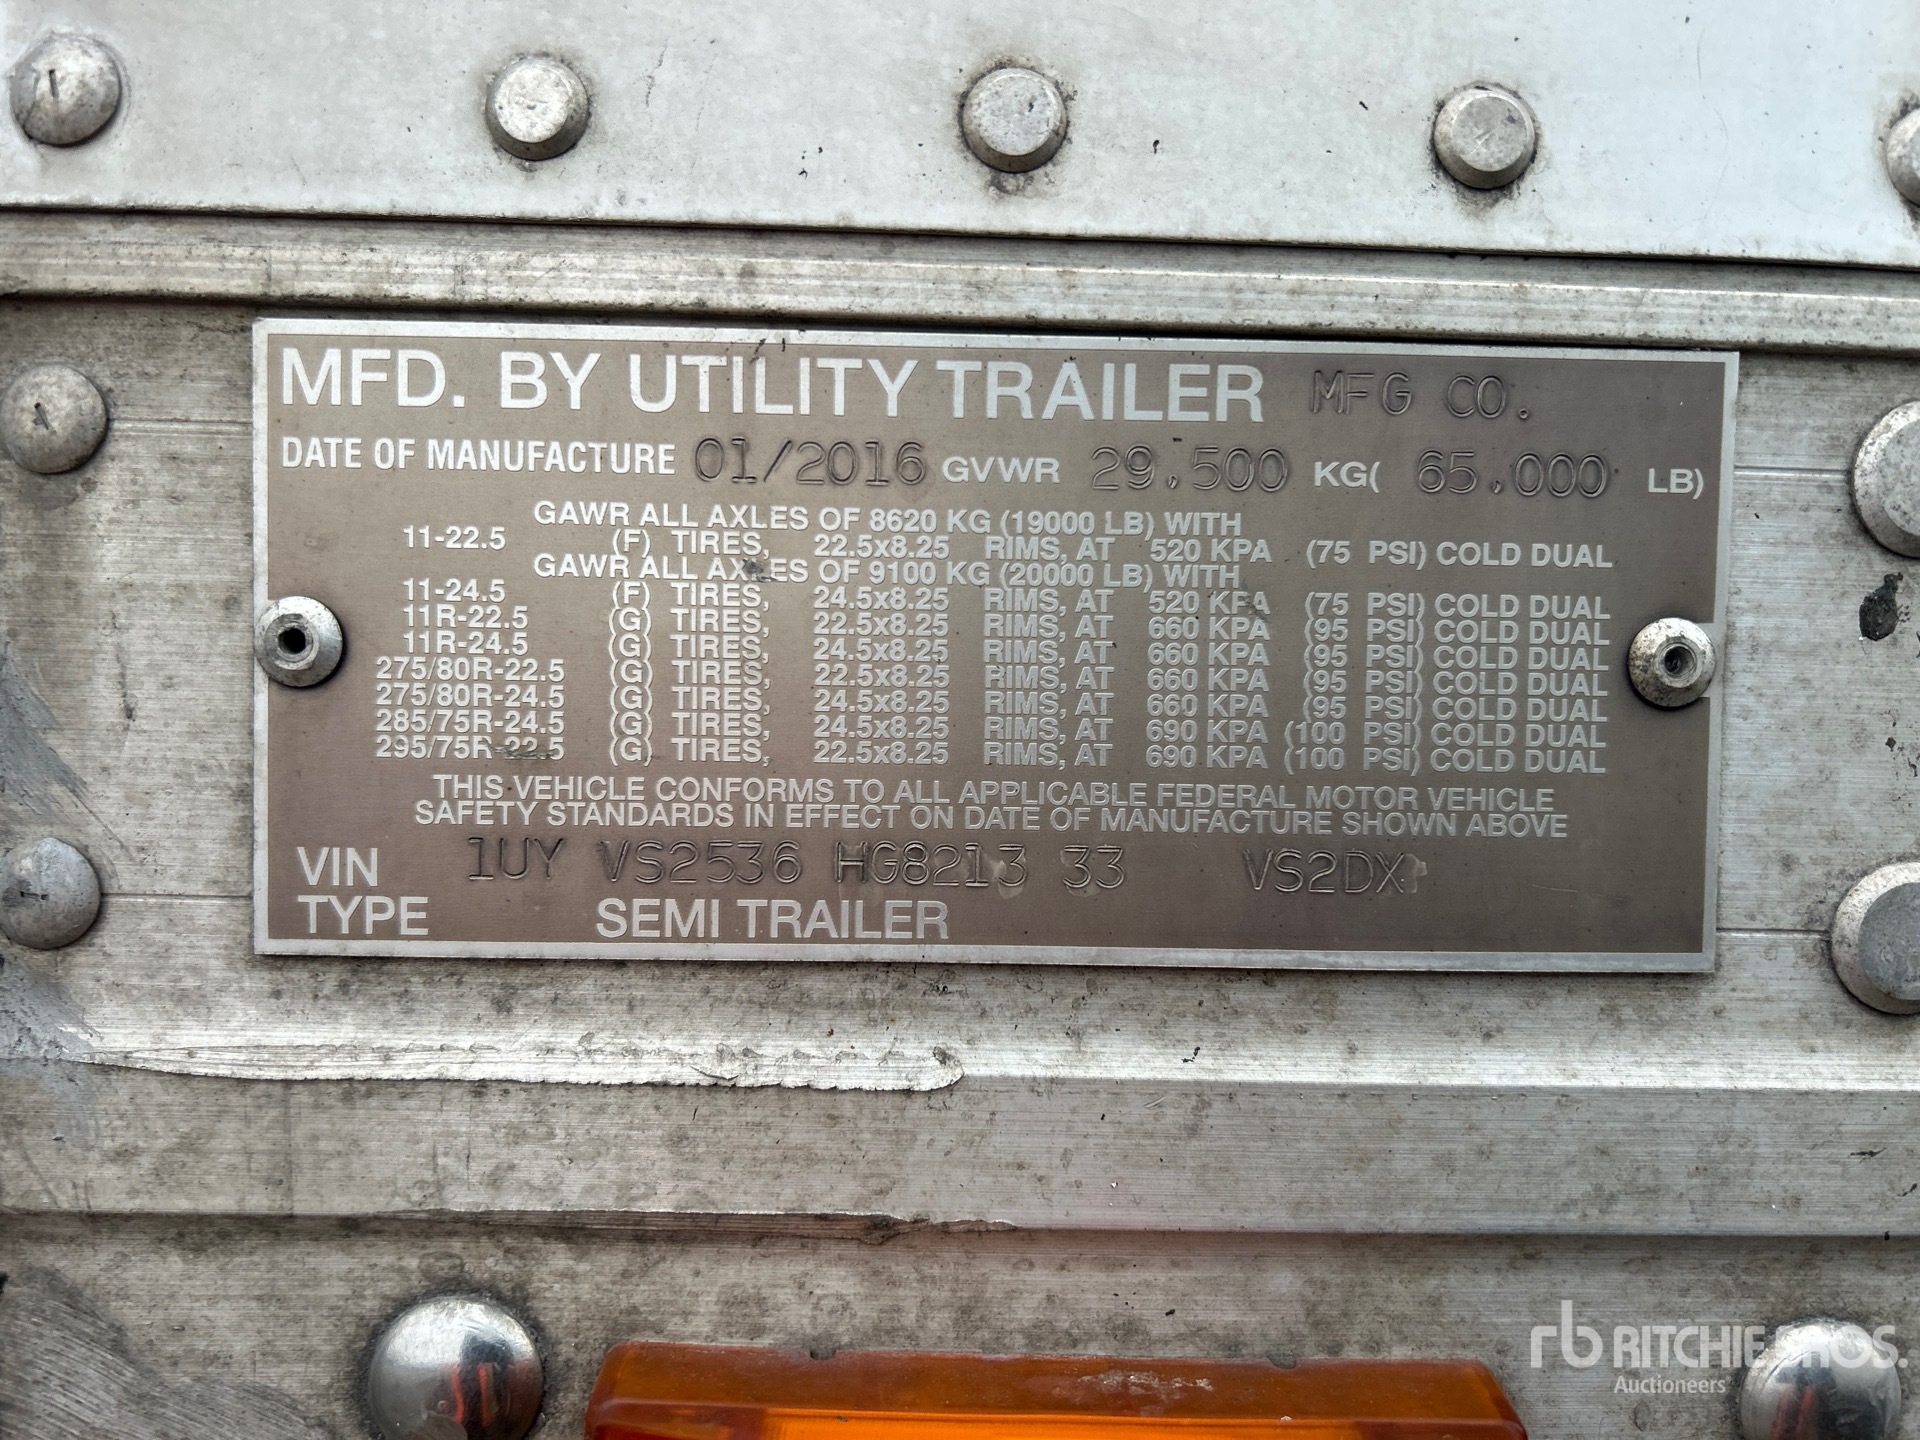 MFD. BY UTILITY TRAILER MFG CO.
DATE OF MANUFACTURE 01/2016 GVWR 29,500 KG( 65,000 LB)
GAWR ALL AXLES OF 8620 KG (19000 LB) WITH
11-22.5 (F) TIRES, 22.5x8.25 RIMS, AT 520 KPA (75 PSI) COLD DUAL
GAWR ALL AXLES OF 9100 KG (20000 LB) WITH
11-24.5 (F) TIRES, 24.5x8.25 RIMS, AT 520 KPA (75 PSI) COLD DUAL
11R-22.5 (G) TIRES, 22.5x8.25 RIMS, AT 660 KPA (95 PSI) COLD DUAL
11R-24.5 (G) TIRES, 24.5x8.25 RIMS, AT 660 KPA (95 PSI) COLD DUAL
275/80R-22.5 (G) TIRES, 22.5x8.25 RIMS, AT 660 KPA (95 PSI) COLD DUAL
275/80R-24.5 (G) TIRES, 24.5x8.25 RIMS, AT 660 KPA (95 PSI) COLD DUAL
285/75R-24.5 (G) TIRES, 24.5x8.25 RIMS, AT 690 KPA (100 PSI) COLD DUAL
295/75R-22.5 (G) TIRES, 22.5x8.25 RIMS, AT 690 KPA (100 PSI) COLD DUAL
THIS VEHICLE CONFORMS TO ALL APPLICABLE FEDERAL MOTOR VEHICLE
SAFETY STANDARDS IN EFFECT ON DATE OF MANUFACTURE SHOWN ABOVE
VIN 1UY VS2536 HG8213 33 VS2DX
TYPE SEMI TRAILER
rb RITCHIE BROS.
Auctioneers